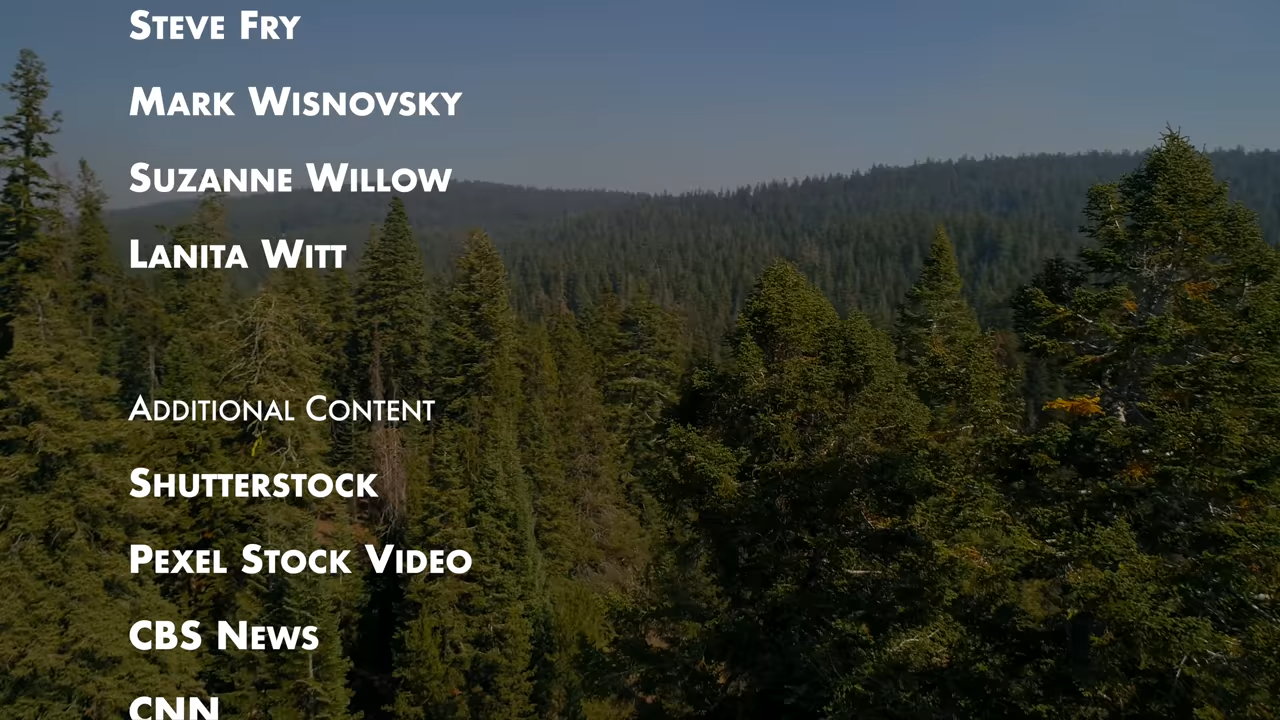 Steve Fry
Mark Wisnovsky
Suzanne Willow
Lanita Witt
Additional Content
Shutterstock
Pexel Stock Video
CBS News
CNN